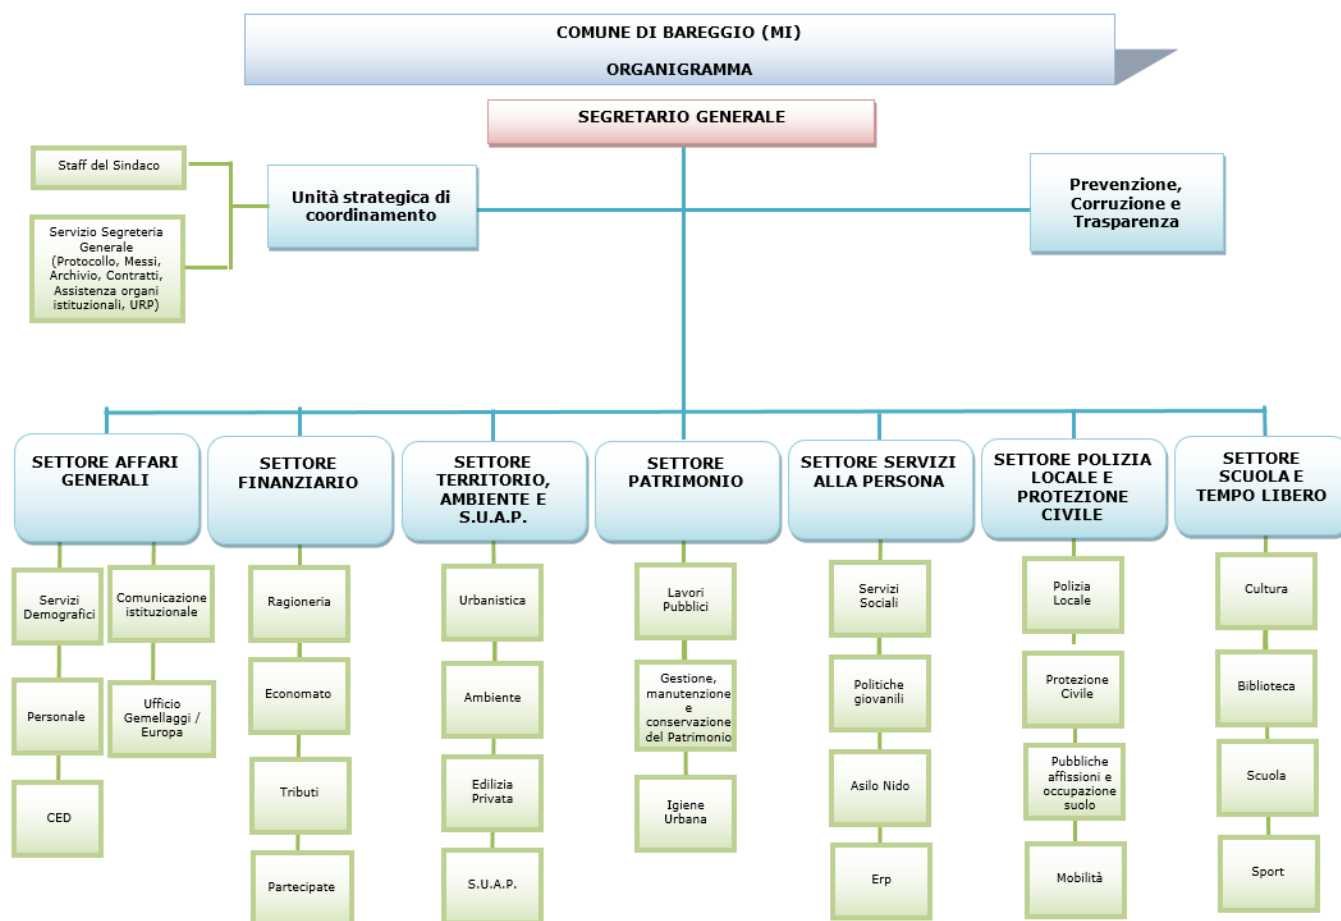 COMUNE DI BAREGGIO (MI)
ORGANIGRAMMA
SEGRETARIO GENERALE
Staff del Sindaco
Servizio Segreteria
Generale
(Protocollo, Messi,
Archivio, Contratti,
Assistenza organi
istituzionali, URP)
Unità strategica di
coordinamento
Prevenzione,
Corruzione e
Trasparenza
SETTORE AFFARI
GENERALI
Servizi
Demografici
Personale
CED
Comunicazione
istituzionale
Ufficio
Gemellaggi /
Europa
SETTORE
FINANZIARIO
Ragioneria
Economato
Tributi
Partecipate
SETTORE
TERRITORIO,
AMBIENTE E
S.U.A.P.
Urbanistica
Ambiente
Edilizia
Privata
S.U.A.P.
SETTORE
PATRIMONIO
Lavori
Pubblici
Gestione,
manutenzione
e
conservazione
del Patrimonio
Igiene
Urbana
SETTORE SERVIZI
ALLA PERSONA
Servizi
Sociali
Politiche
giovanili
Asilo Nido
Erp
SETTORE POLIZIA
LOCALE E
PROTEZIONE
CIVILE
Polizia
Locale
Protezione
Civile
Pubbliche
affissioni e
occupazione
suolo
Mobilità
SETTORE
SCUOLA E
TEMPO LIBERO
Cultura
Biblioteca
Scuola
Sport